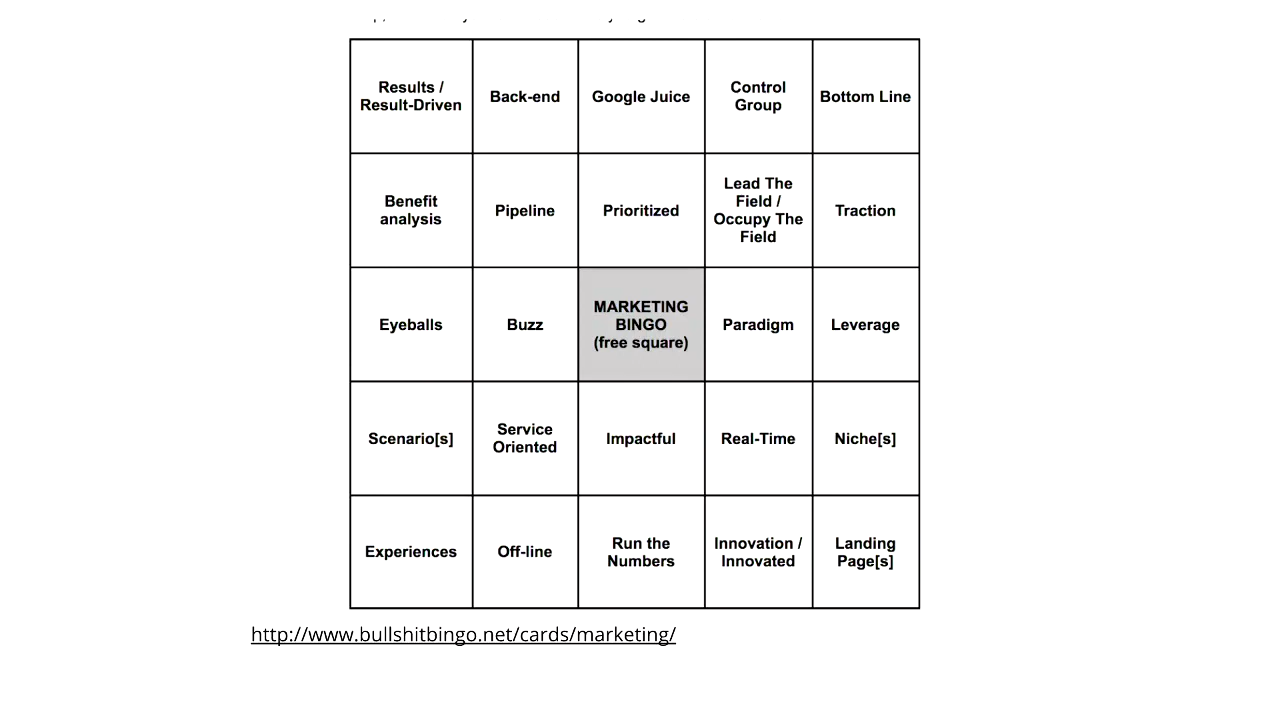 Results /
Result-Driven
Back-end
Google Juice
Control
Group
Bottom Line
Benefit
analysis
Pipeline
Prioritized
Lead The
Field /
Occupy The
Field
Traction
Eyeballs
Buzz
MARKETING
BINGO
(free square)
Paradigm
Leverage
Scenario[s]
Service
Oriented
Impactful
Real-Time
Niche[s]
Experiences
Off-line
Run the
Numbers
Innovation /
Innovated
Landing
Page[s]
http://www.bullshitbingo.net/cards/marketing/